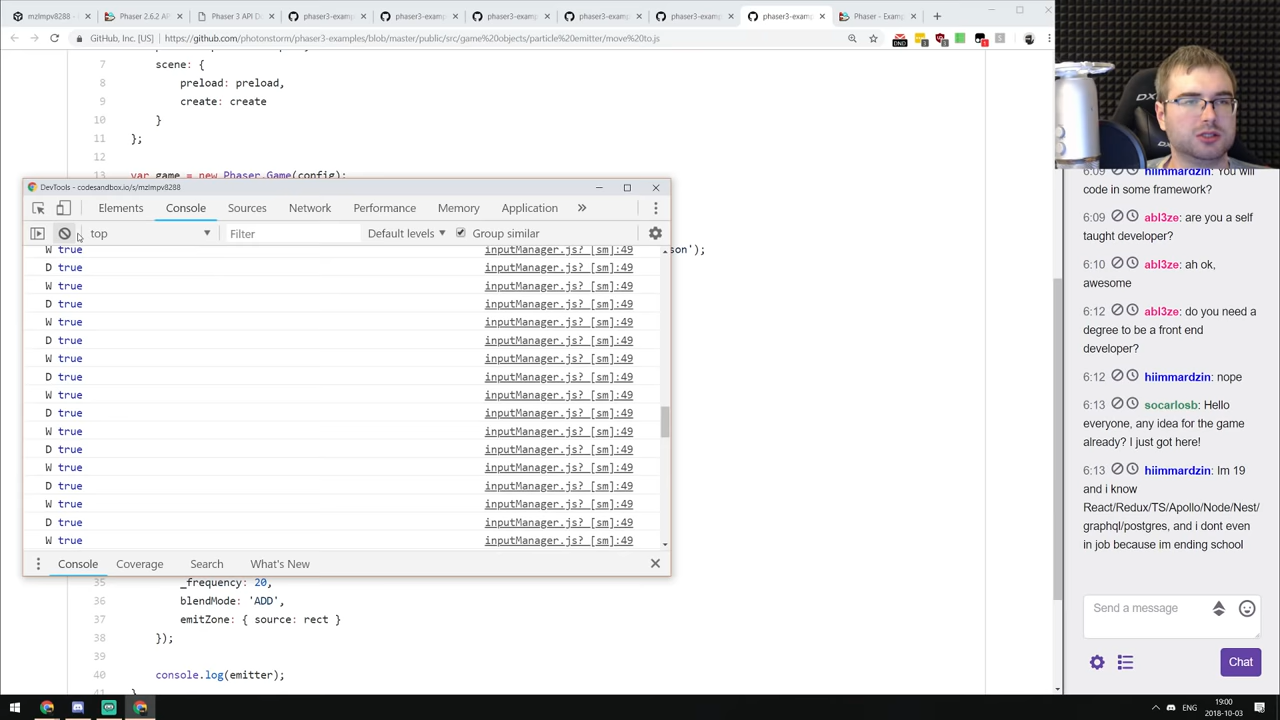 mzlmpv8288 -
Phaser 2.6.2 AP
Phaser 3 API D
phaser3-examp
phaser3-examp
phaser3-examp
phaser3-examp
phaser3-examp
phaser3-examp
Phaser - Examp
GitHub, Inc. [US] https://github.com/photonstorm/phaser3-examples/blob/master/public/src/game%20objects/particle%20emitter/move%20to.js
7 scene: {
8 preload: preload,
9 create: create
10 }
11 };
12
13 var game = new Phaser.Game(config);
DevTools - codesandbox.io/s/mzlmpv8288
Elements Console Sources Network Performance Memory Application »
top Filter Default levels Group similar
W true inputManager.js? [sm]:49
son');
D true inputManager.js? [sm]:49
W true inputManager.js? [sm]:49
D true inputManager.js? [sm]:49
W true inputManager.js? [sm]:49
D true inputManager.js? [sm]:49
W true inputManager.js? [sm]:49
D true inputManager.js? [sm]:49
W true inputManager.js? [sm]:49
D true inputManager.js? [sm]:49
W true inputManager.js? [sm]:49
D true inputManager.js? [sm]:49
W true inputManager.js? [sm]:49
D true inputManager.js? [sm]:49
W true inputManager.js? [sm]:49
D true inputManager.js? [sm]:49
W true inputManager.js? [sm]:49
Console Coverage Search What's New
35 _frequency: 20,
36 blendMode: 'ADD',
37 emitZone: { source: rect }
38 });
39
40 console.log(emitter);
41 }
DX
6:09 hiimmardzin: You will
code in some framework?
6:09 abl3ze: are you a self
taught developer?
6:10 abl3ze: ah ok,
awesome
6:12 abl3ze: do you need a
degree to be a front end
developer?
6:12 hiimmardzin: nope
6:13 socarlosb: Hello
everyone, any idea for the game
already? I just got here!
6:13 hiimmardzin: Im 19
and i know
React/Redux/TS/Apollo/Node/Nest/
graphql/postgres, and i dont even
in job because im ending school
Send a message
Chat
ENG
19:00
2018-10-03